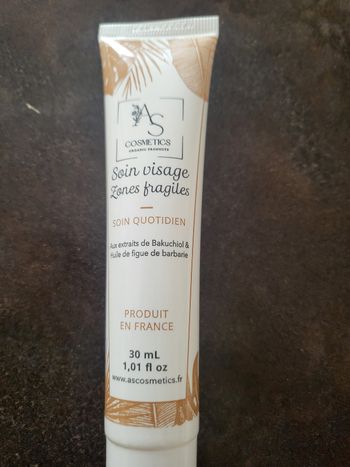 AS
COSMETICS
ORGANIC PRODUCTS
Soin visage
Zones fragiles
SOIN QUOTIDIEN
Aux extraits de Bakuchiol &
Huile de figue de barbarie
PRODUIT
EN FRANCE
30 mL
1,01 fl oz
www.ascosmetics.fr